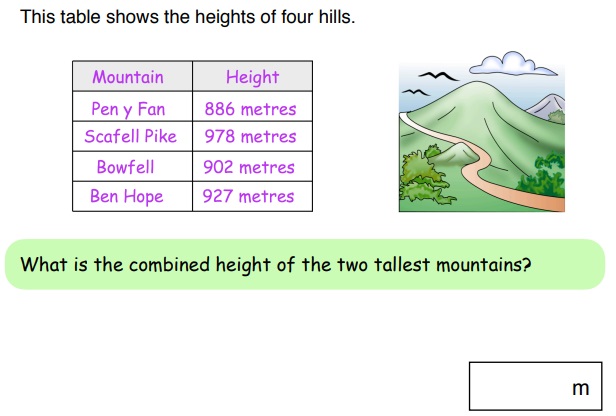 This table shows the heights of four hills.
Mountain Height
Pen y Fan 886 metres
Scafell Pike 978 metres
Bowfell 902 metres
Ben Hope 927 metres
What is the combined height of the two tallest mountains?
m